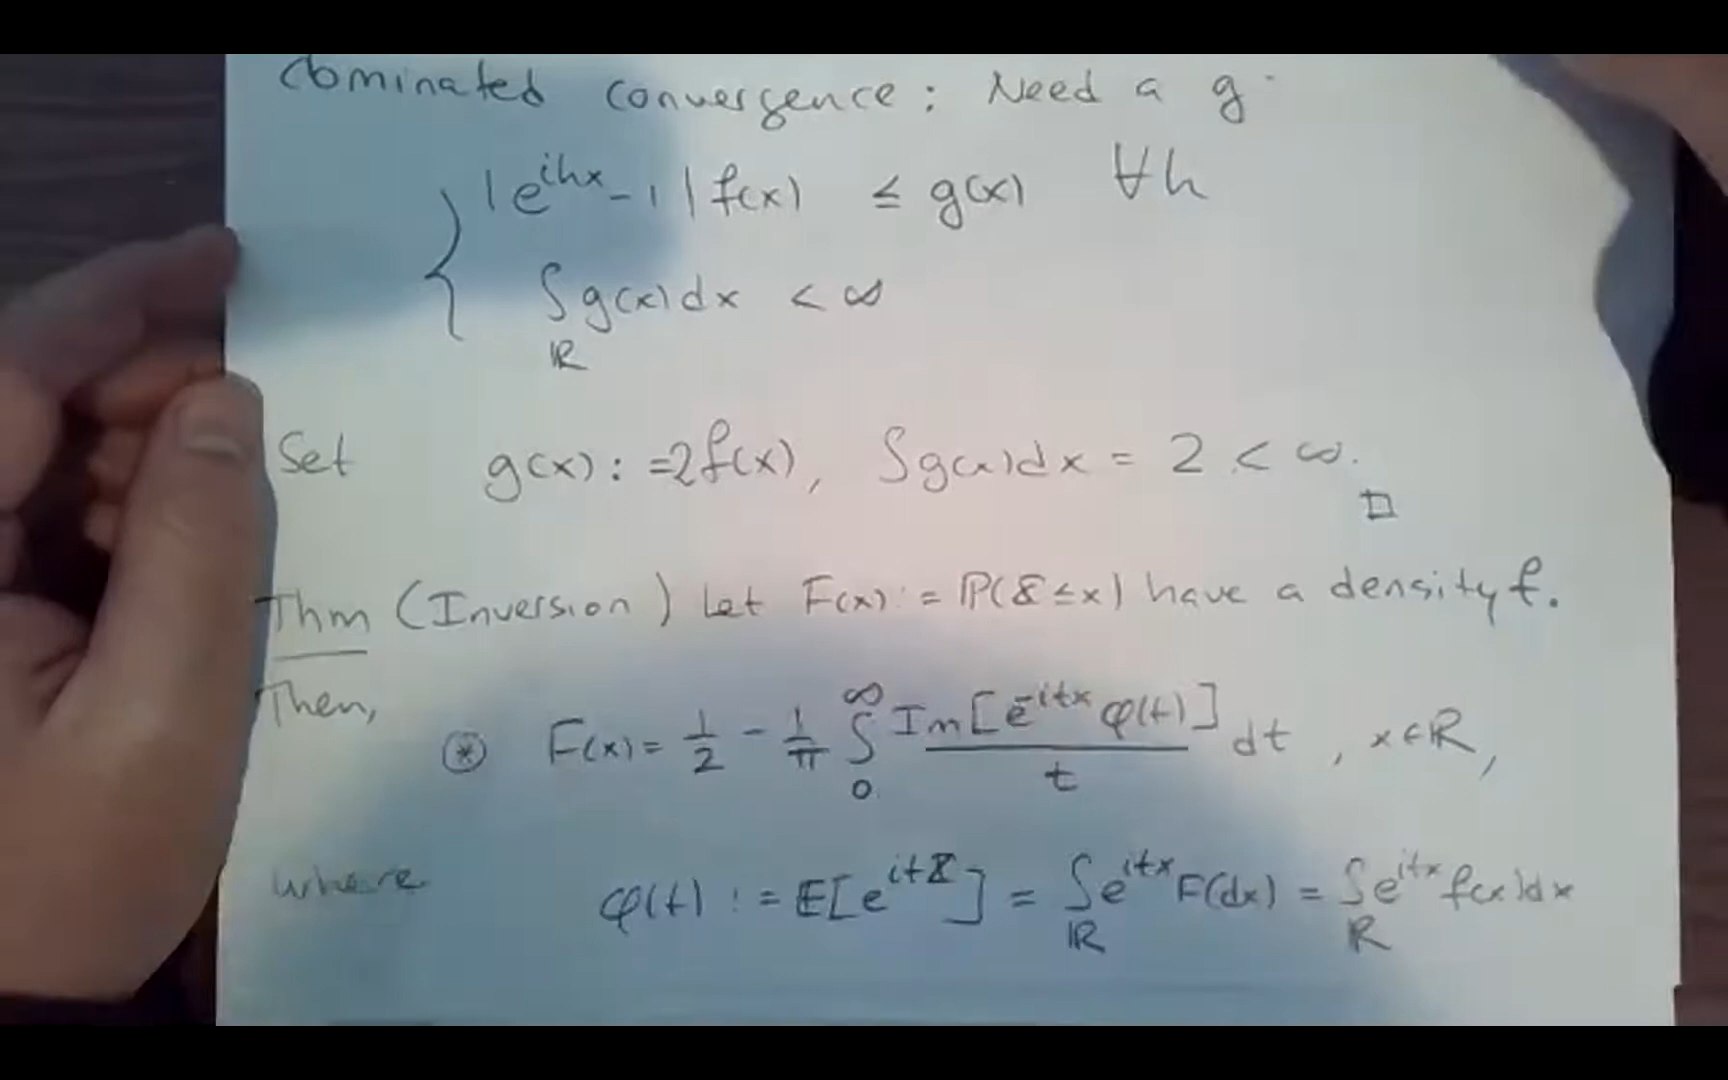 dominated convergence : Need a g
| e^{ihx} - 1 | f(x) ≤ g(x) ∀h
∫_ℝ g(x) dx < ∞
Set g(x) := 2f(x), ∫g(x)dx = 2 < ∞. □
Thm (Inversion) Let F(x) := ℙ(X ≤ x) have a density f.
Then,
⊛ F(x) = 1/2 - 1/π ∫_0^∞ Im[e^{-itx} φ(t)]/t dt , x∈ℝ,
where φ(t) := E[e^{itX}] = ∫_ℝ e^{itx} F(dx) = ∫_ℝ e^{itx} f(x)dx